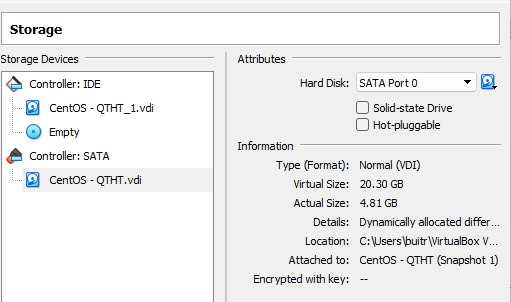 Storage
Storage Devices
Controller: IDE
CentOS - QTHT_1.vdi
Empty
Controller: SATA
CentOS - QTHT.vdi
Attributes
Hard Disk: SATA Port 0
Solid-state Drive
Hot-pluggable
Information
Type (Format): Normal (VDI)
Virtual Size: 20.30 GB
Actual Size: 4.81 GB
Details: Dynamically allocated differ...
Location: C:\Users\buitr\VirtualBox V...
Attached to: CentOS - QTHT (Snapshot 1)
Encrypted with key: --